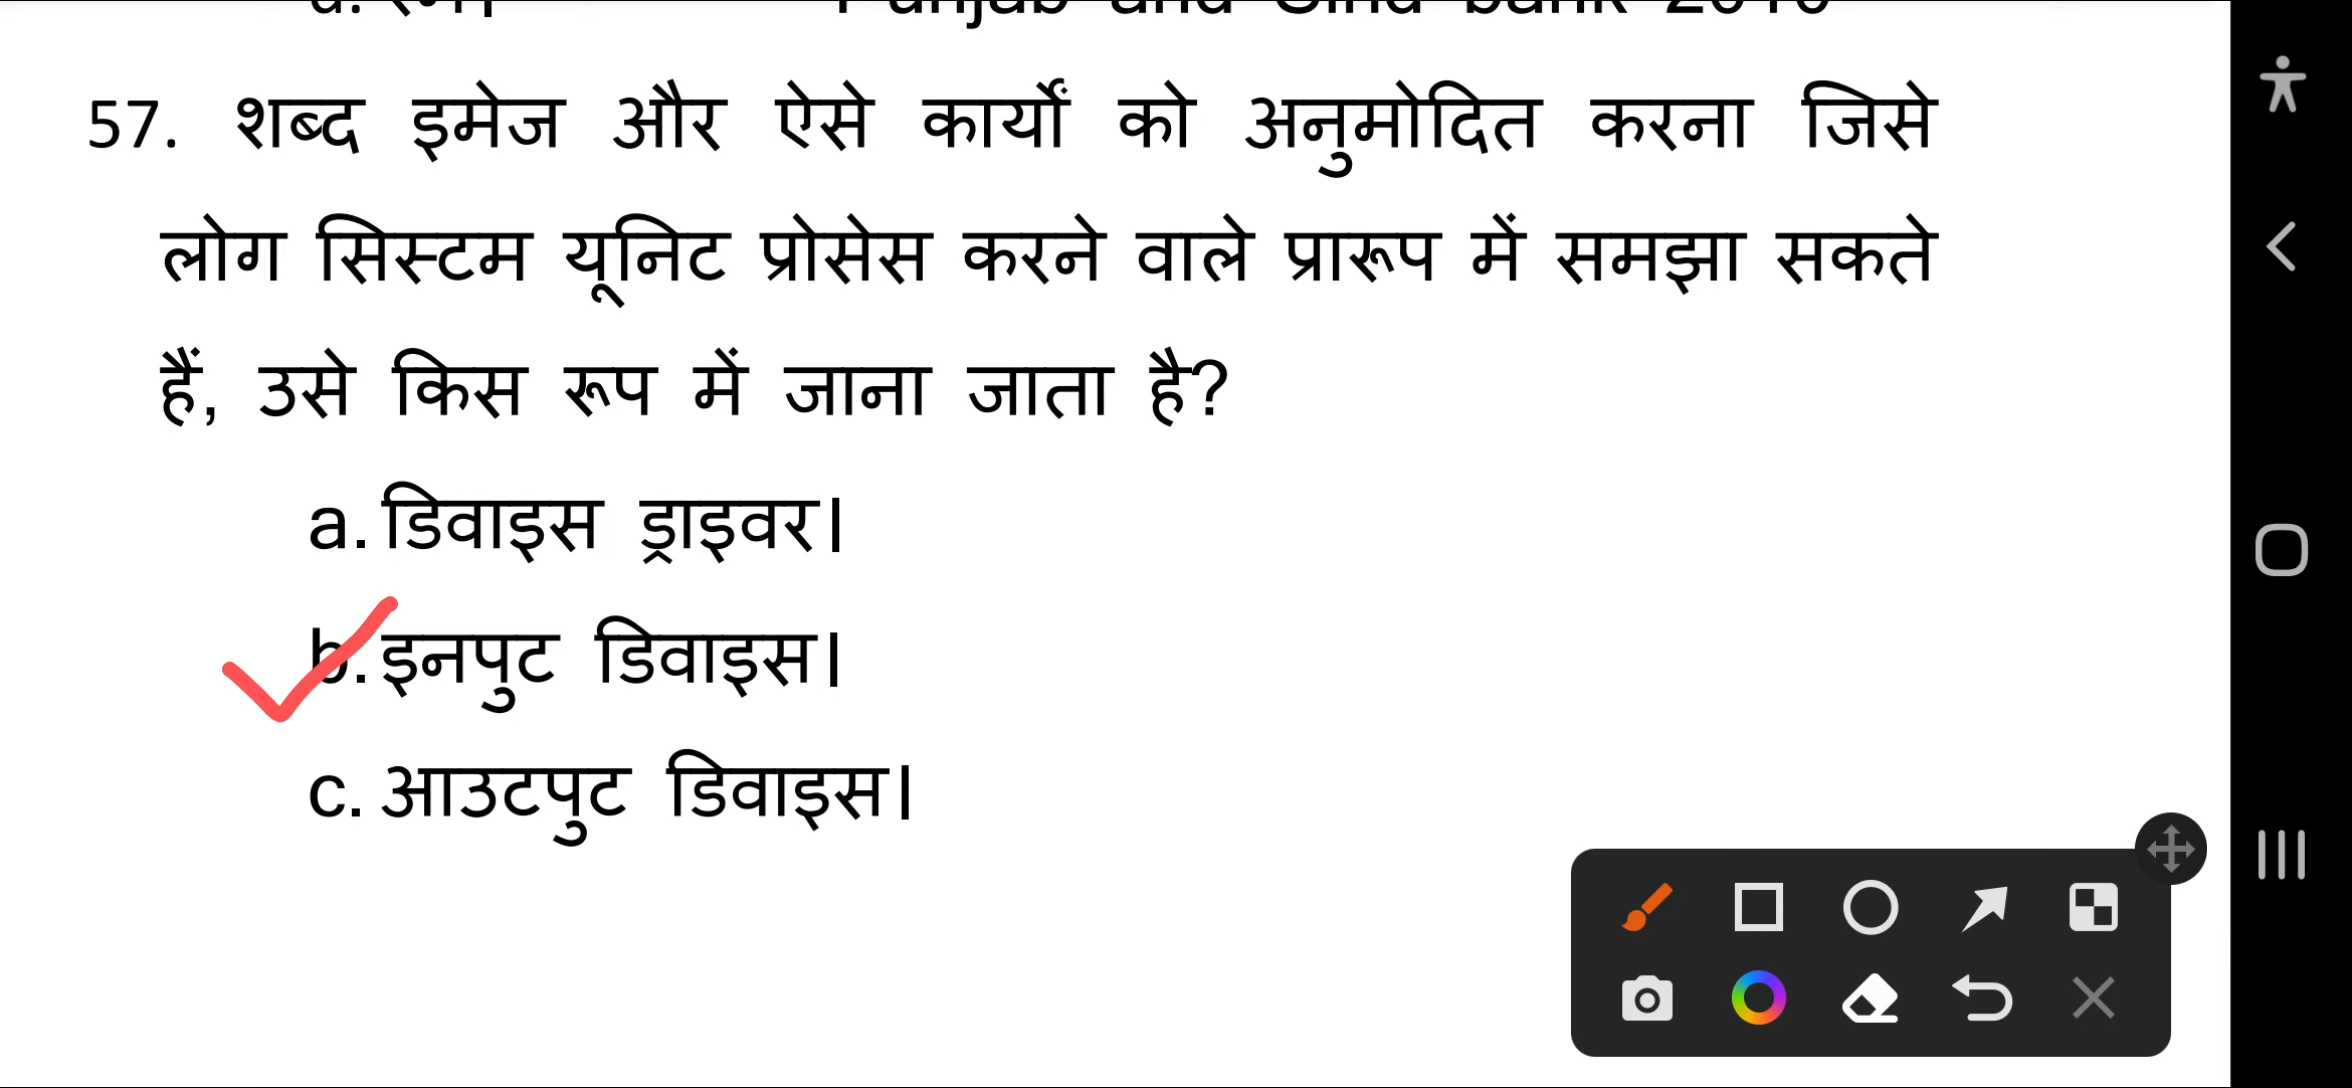 57. शब्द इमेज और ऐसे कार्यों को अनुमोदित करना जिसे
लोग सिस्टम यूनिट प्रोसेस करने वाले प्रारूप में समझा सकते
हैं, उसे किस रूप में जाना जाता है?
a. डिवाइस ड्राइवर।
b. इनपुट डिवाइस।
c. आउटपुट डिवाइस।